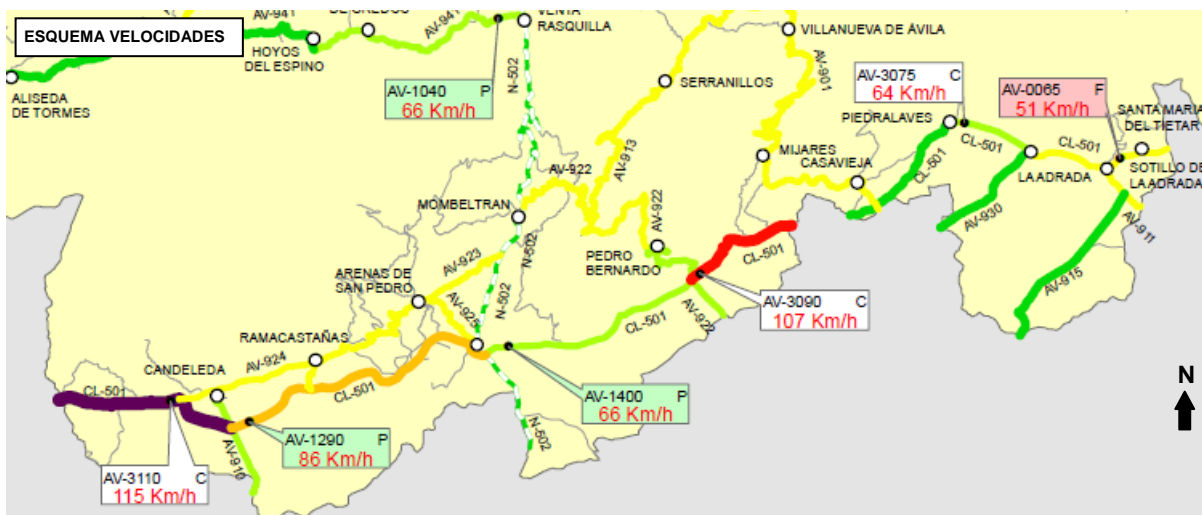 ESQUEMA VELOCIDADES
AV-941
AV-941
VENTA
RASQUILLA
HOYOS
DEL ESPINO
ALISEDA
DE TORMES
AV-1040 P
66 Km/h
N-502
SERRANILLOS
VILLANUEVA DE ÁVILA
AV-901
AV-3075 C
64 Km/h
AV-0065 F
51 Km/h
SANTA MARIA
DEL TIETAR
PIEDRALAVES
CL-501
CL-501
CL-501
MIJARES
CASAVIEJA
LA ADRADA
SOTILLO DE
LA ADRADA
AV-913
AV-922
MOMBELTRAN
AV-922
AV-930
AV-911
AV-915
N-502
PEDRO
BERNARDO
CL-501
AV-923
ARENAS DE
SAN PEDRO
N-502
AV-925
AV-3090 C
107 Km/h
CL-501
AV-922
RAMACASTAÑAS
CANDELEDA
AV-924
CL-501
CL-501
AV-1400 P
66 Km/h
N
AV-1290 P
86 Km/h
N-502
AV-910
AV-3110 C
115 Km/h